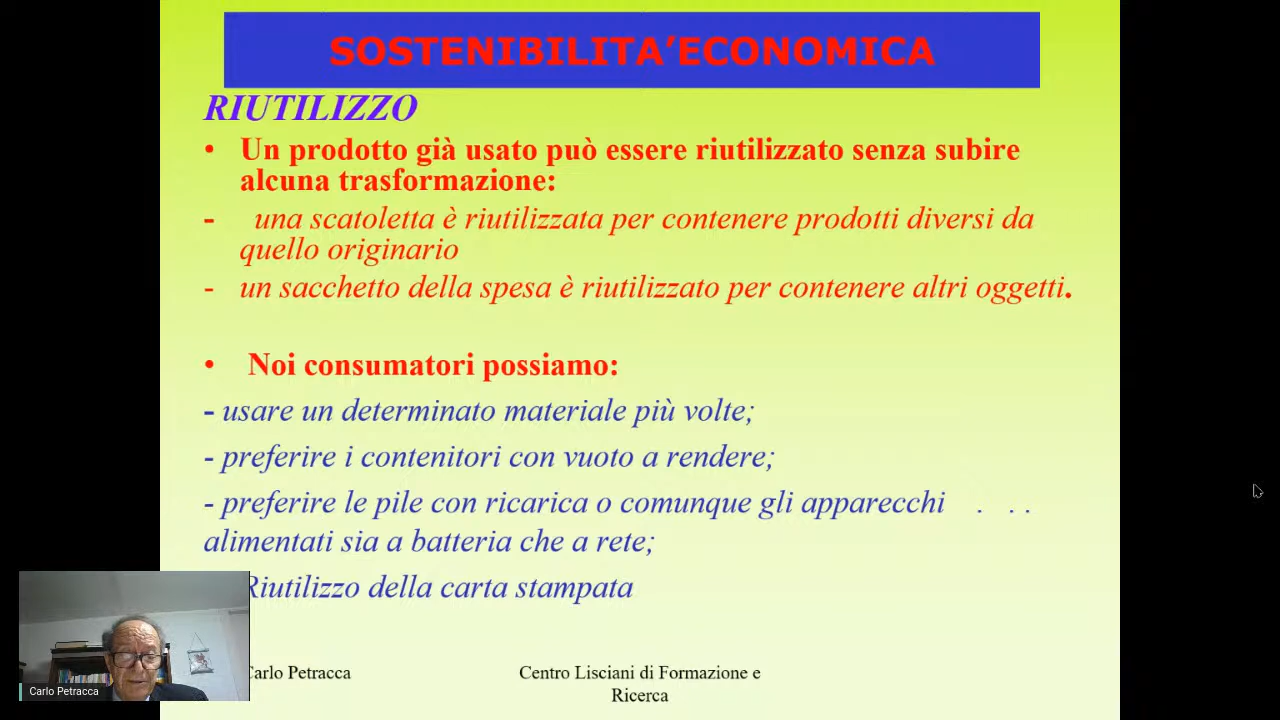 SOSTENIBILITA’ECONOMICA
RIUTILIZZO
• Un prodotto già usato può essere riutilizzato senza subire
alcuna trasformazione:
- una scatoletta è riutilizzata per contenere prodotti diversi da
quello originario
- un sacchetto della spesa è riutilizzato per contenere altri oggetti.
• Noi consumatori possiamo:
- usare un determinato materiale più volte;
- preferire i contenitori con vuoto a rendere;
- preferire le pile con ricarica o comunque gli apparecchi . . .
alimentati sia a batteria che a rete;
Riutilizzo della carta stampata
Carlo Petracca
Centro Lisciani di Formazione e
Ricerca
Carlo Petracca